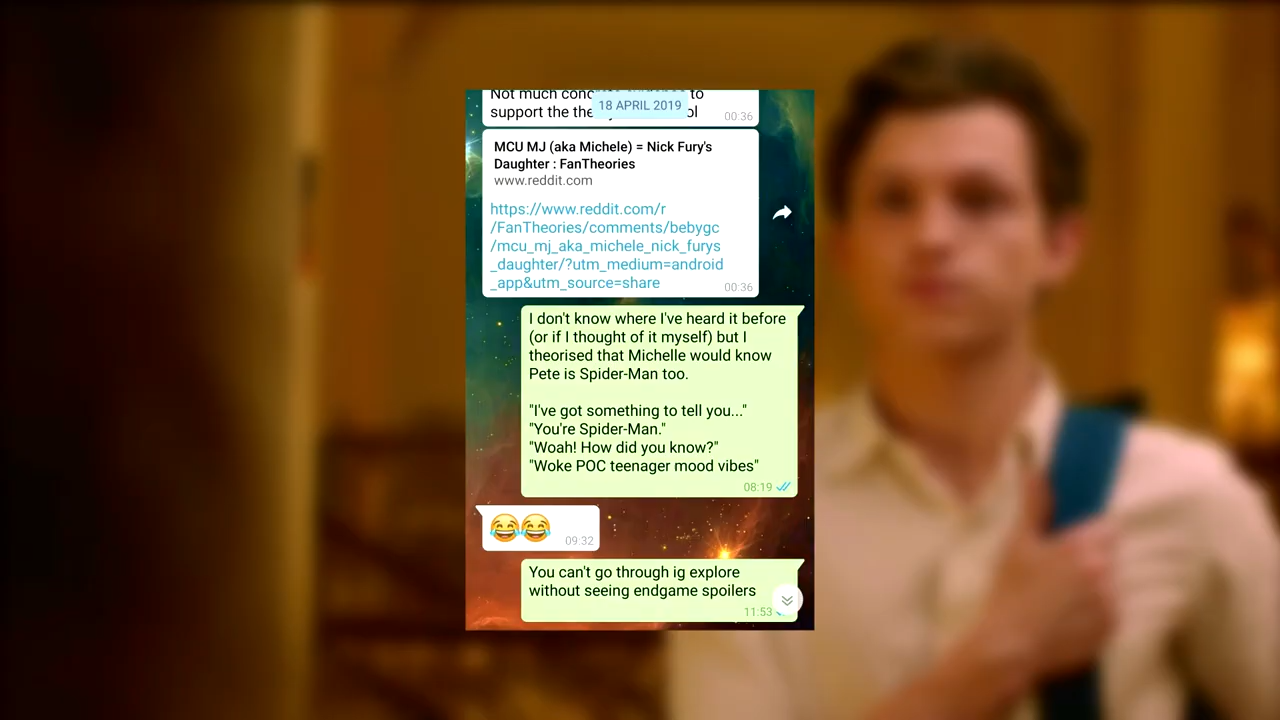 Not much conc to
18 APRIL 2019
support the the ol
00:36
MCU MJ (aka Michele) = Nick Fury's
Daughter : FanTheories
www.reddit.com
https://www.reddit.com/r
/FanTheories/comments/bebygc
/mcu_mj_aka_michele_nick_furys
_daughter/?utm_medium=android
_app&utm_source=share
00:36
I don't know where I've heard it before
(or if I thought of it myself) but I
theorised that Michelle would know
Pete is Spider-Man too.
"I've got something to tell you..."
"You're Spider-Man."
"Woah! How did you know?"
"Woke POC teenager mood vibes"
08:19
😂😂
09:32
You can't go through ig explore
without seeing endgame spoilers
11:53